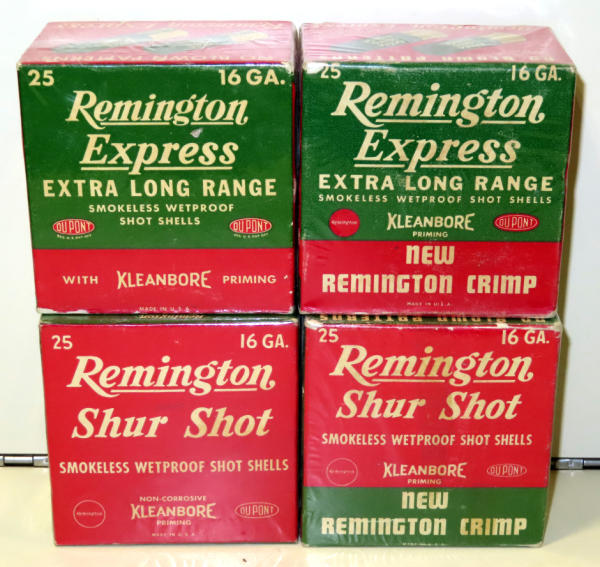 25 16 GA.
Remington
Express
EXTRA LONG RANGE
SMOKELESS WETPROOF
SHOT SHELLS
DU PONT DU PONT
WITH KLEANBORE PRIMING
MADE IN U.S.A.
25 16 GA.
Remington
Express
EXTRA LONG RANGE
SMOKELESS WETPROOF SHOT SHELLS
Remington KLEANBORE DU PONT
PRIMING
NEW
REMINGTON CRIMP
MADE IN U.S.A.
25 16 GA.
Remington
Shur Shot
SMOKELESS WETPROOF SHOT SHELLS
NON-CORROSIVE
Remington KLEANBORE DU PONT
PRIMING
MADE IN U.S.A.
25 16 GA.
Remington
Shur Shot
SMOKELESS WETPROOF SHOT SHELLS
Remington KLEANBORE DU PONT
PRIMING
NEW
REMINGTON CRIMP